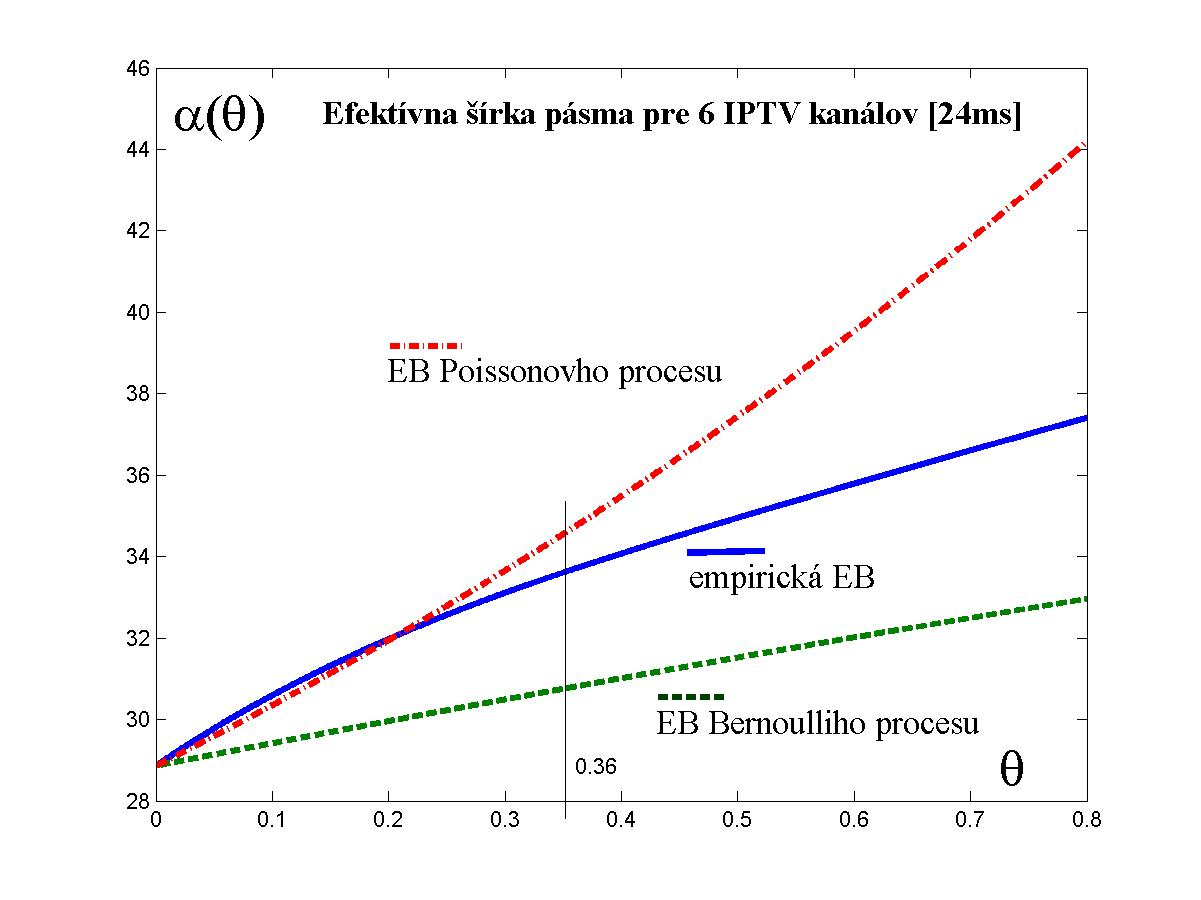 46
α(θ)
Efektívna šírka pásma pre 6 IPTV kanálov [24ms]
44
42
40
EB Poissonovho procesu
38
36
34
empirická EB
32
EB Bernoulliho procesu
30
0.36
θ
28
0 0.1 0.2 0.3 0.4 0.5 0.6 0.7 0.8